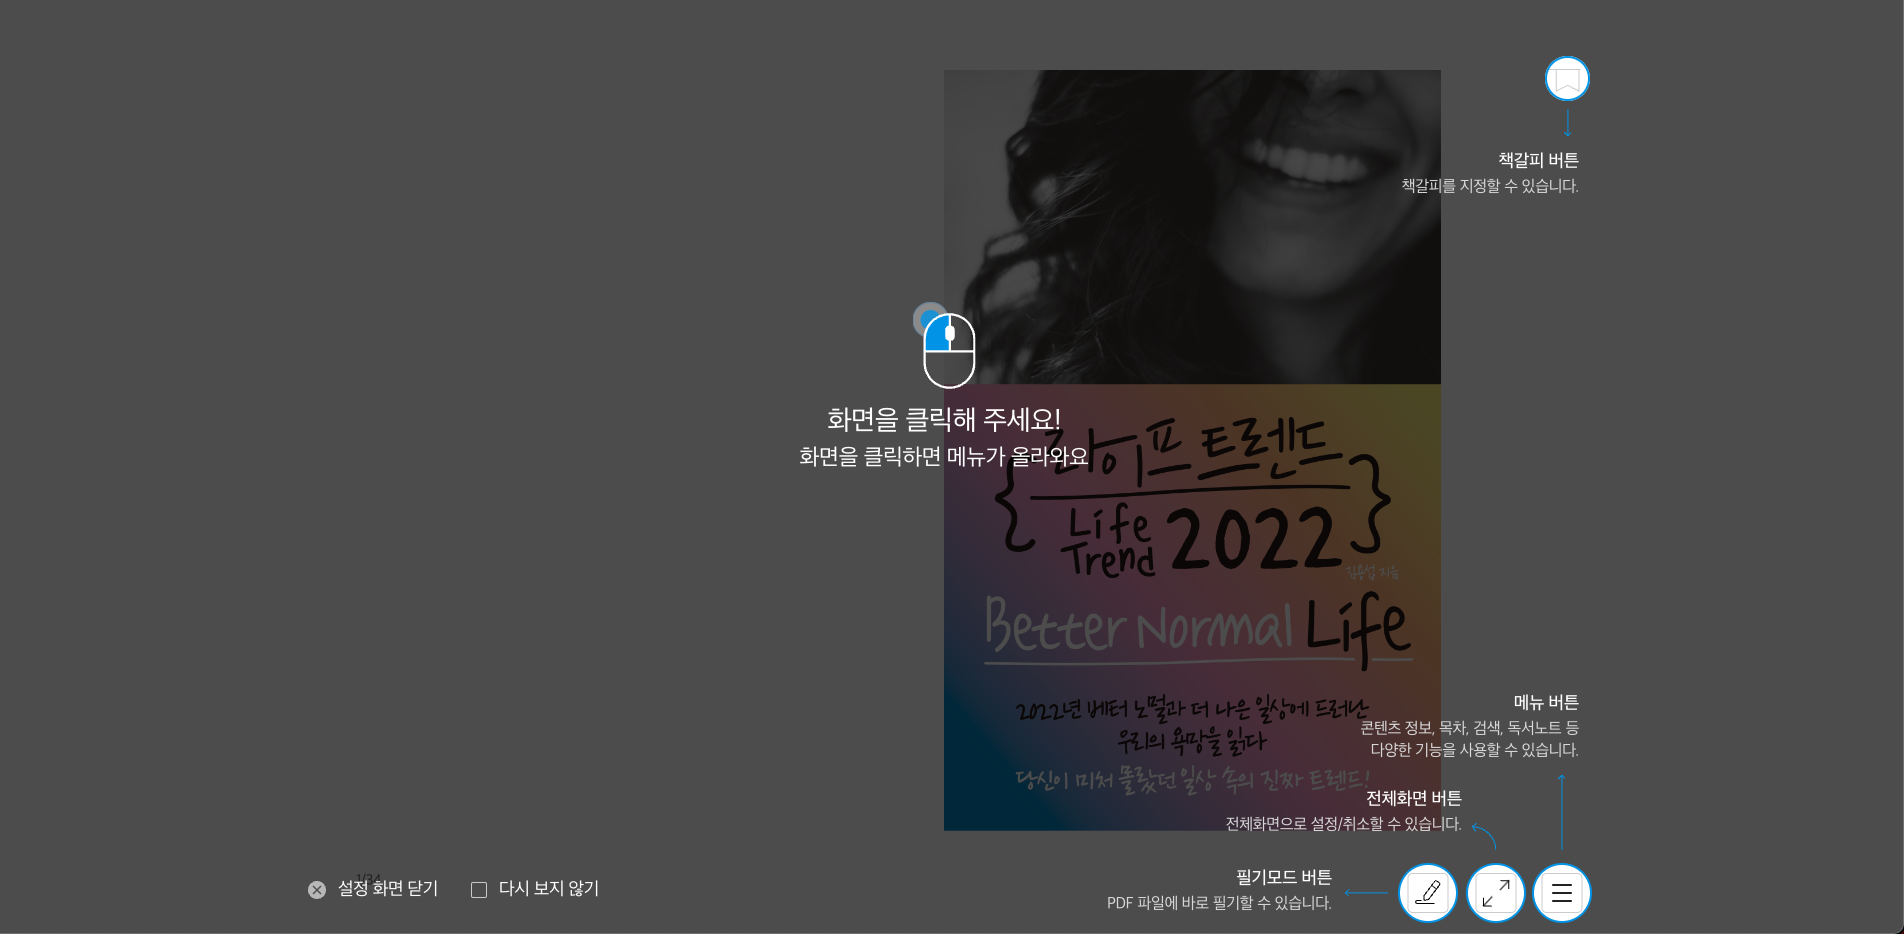 책갈피 버튼
책갈피를 지정할 수 있습니다.
화면을 클릭해 주세요!
화면을 클릭하면 메뉴가 올라와요
라이프 트렌드
Life
Trend
2022
김용섭 지음
Better Normal Life
2022년 베터 노멀과 더 나은 일상에 드러난
우리의 욕망을 읽다
당신이 미처 몰랐던 일상 속의 진짜 트렌드!
메뉴 버튼
콘텐츠 정보, 목차, 검색, 독서노트 등
다양한 기능을 사용할 수 있습니다.
전체화면 버튼
전체화면으로 설정/취소할 수 있습니다.
필기모드 버튼
PDF 파일에 바로 필기할 수 있습니다.
1/34
설정 화면 닫기
다시 보지 않기